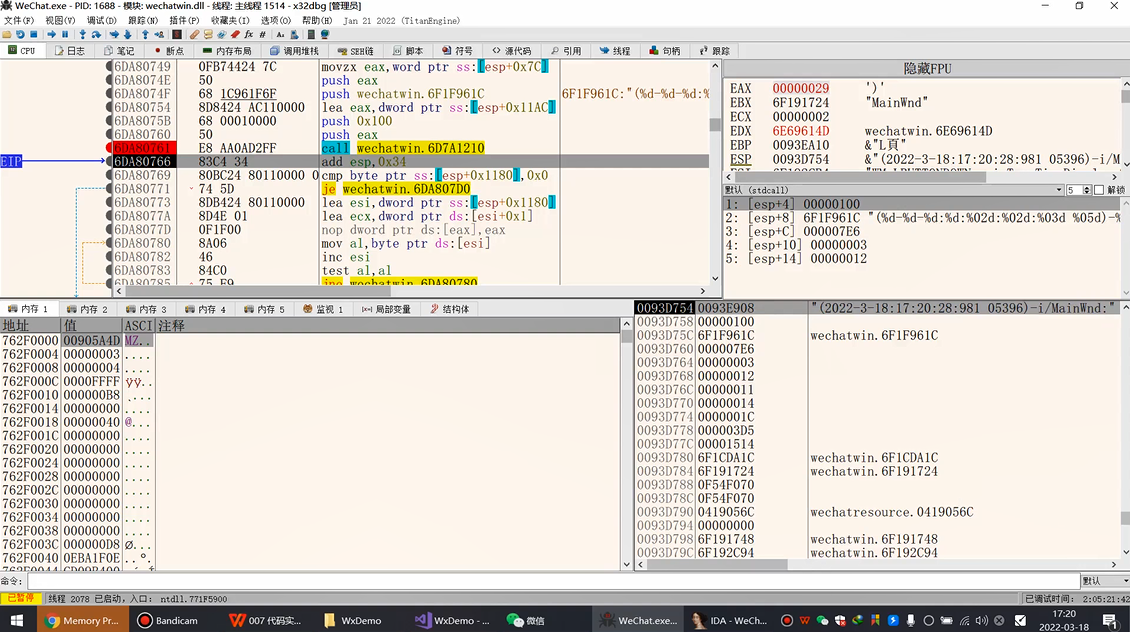 WeChat.exe - PID: 1688 - 模块: wechatwin.dll - 线程: 主线程 1514 - x32dbg [管理员]
文件(F) 视图(V) 调试(D) 跟踪(N) 插件(P) 收藏夹(I) 选项(O) 帮助(H) Jan 21 2022 (TitanEngine)
CPU 日志 笔记 断点 内存布局 调用堆栈 SEH链 脚本 符号 源代码 引用 线程 句柄 跟踪
6DA80749 0FB74424 7C movzx eax,word ptr ss:[esp+0x7C]
6DA8074E 50 push eax
6DA8074F 68 1C961F6F push wechatwin.6F1F961C 6F1F961C:"(%d-%d-%d:%
6DA80754 8D8424 AC110000 lea eax,dword ptr ss:[esp+0x11AC]
6DA8075B 68 00010000 push 0x100
6DA80760 50 push eax
6DA80761 E8 AA0AD2FF call wechatwin.6D7A1210
EIP 6DA80766 83C4 34 add esp,0x34
6DA80769 80BC24 80110000 0 cmp byte ptr ss:[esp+0x1180],0x0
6DA80771 74 5D je wechatwin.6DA807D0
6DA80773 8DB424 80110000 lea esi,dword ptr ss:[esp+0x1180]
6DA8077A 8D4E 01 lea ecx,dword ptr ds:[esi+0x1]
6DA8077D 0F1F00 nop dword ptr ds:[eax],eax
6DA80780 8A06 mov al,byte ptr ds:[esi]
6DA80782 46 inc esi
6DA80783 84C0 test al,al
6DA80785 75 F9 jne wechatwin.6DA80780
隐藏FPU
EAX 00000029 ')'
EBX 6F191724 "MainWnd"
ECX 00000002
EDX 6E69614D wechatwin.6E69614D
EBP 0093EA10 &"L頁"
ESP 0093D754 &"(2022-3-18:17:20:28:981 05396)-i/M
默认 (stdcall) 5 解锁
1: [esp+4] 00000100
2: [esp+8] 6F1F961C "(%d-%d-%d:%d:%02d:%02d:%03d %05d)-%
3: [esp+C] 000007E6
4: [esp+10] 00000003
5: [esp+14] 00000012
内存 1 内存 2 内存 3 内存 4 内存 5 监视 1 局部变量 结构体
地址 值 ASCI 注释
762F0000 00905A4D MZ..
762F0004 00000003 ....
762F0008 00000004 ....
762F000C 0000FFFF ÿÿ..
762F0010 000000B8 ¸...
762F0014 00000000 ....
762F0018 00000040 @...
762F001C 00000000 ....
762F0020 00000000 ....
762F0024 00000000 ....
762F0028 00000000 ....
762F002C 00000000 ....
762F0030 00000000 ....
762F0034 00000000 ....
762F0038 00000000 ....
762F003C 000000D8 Ø...
762F0040 0EBA1F0E ..º.
0093D754 0093E908 "(2022-3-18:17:20:28:981 05396)-i/MainWnd:"
0093D758 00000100
0093D75C 6F1F961C wechatwin.6F1F961C
0093D760 000007E6
0093D764 00000003
0093D768 00000012
0093D76C 00000011
0093D770 00000014
0093D774 0000001C
0093D778 000003D5
0093D77C 00001514
0093D780 6F1CDA1C wechatwin.6F1CDA1C
0093D784 6F191724 wechatwin.6F191724
0093D788 0F54F070
0093D78C 0F54F070
0093D790 0419056C wechatresource.0419056C
0093D794 00000000
0093D798 6F191748 wechatwin.6F191748
0093D79C 6F192C94 wechatwin.6F192C94
命令: 默认
已暂停 线程 2078 已启动, 入口: ntdll.771F5900 已调试时间: 2:05:21:42
Memory Pr... Bandicam 007 代码实... WxDemo WxDemo - ... 微信 WeChat.exe... IDA - WeCh...
17:20
2022-03-18